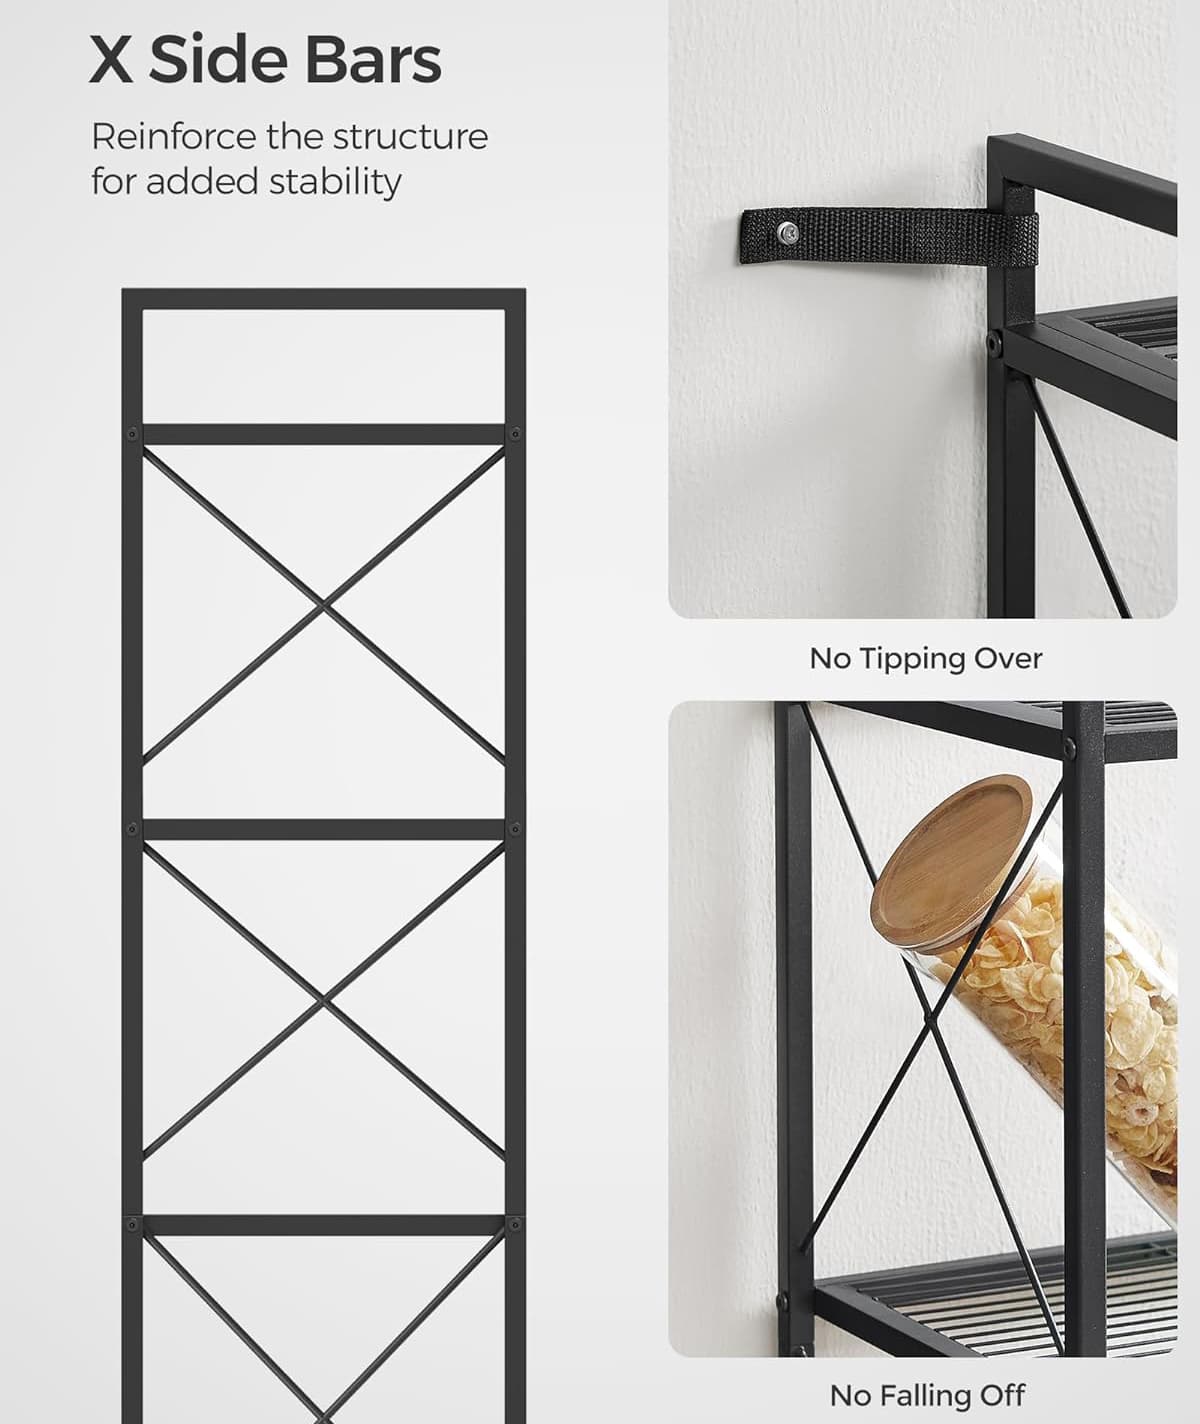 X Side Bars
Reinforce the structure
for added stability
No Tipping Over
No Falling Off